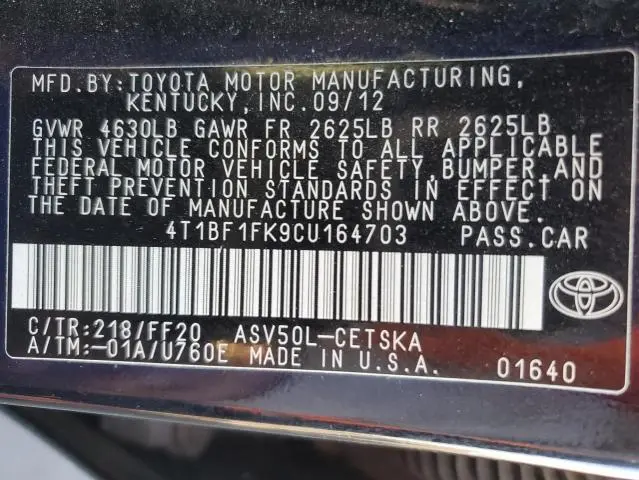 MFD.BY:TOYOTA MOTOR MANUFACTURING,
KENTUCKY,INC.09/12
GVWR 4630LB GAWR FR 2625LB RR 2625LB
THIS VEHICLE CONFORMS TO ALL APPLICABLE
FEDERAL MOTOR VEHICLE SAFETY,BUMPER,AND
THEFT PREVENTION STANDARDS IN EFFECT ON
THE DATE OF MANUFACTURE SHOWN ABOVE.
4T1BF1FK9CU164703 PASS.CAR
C/TR:218/FF20 ASV50L-CETSKA
A/TM:-01A/U760E MADE IN U.S.A. 01640